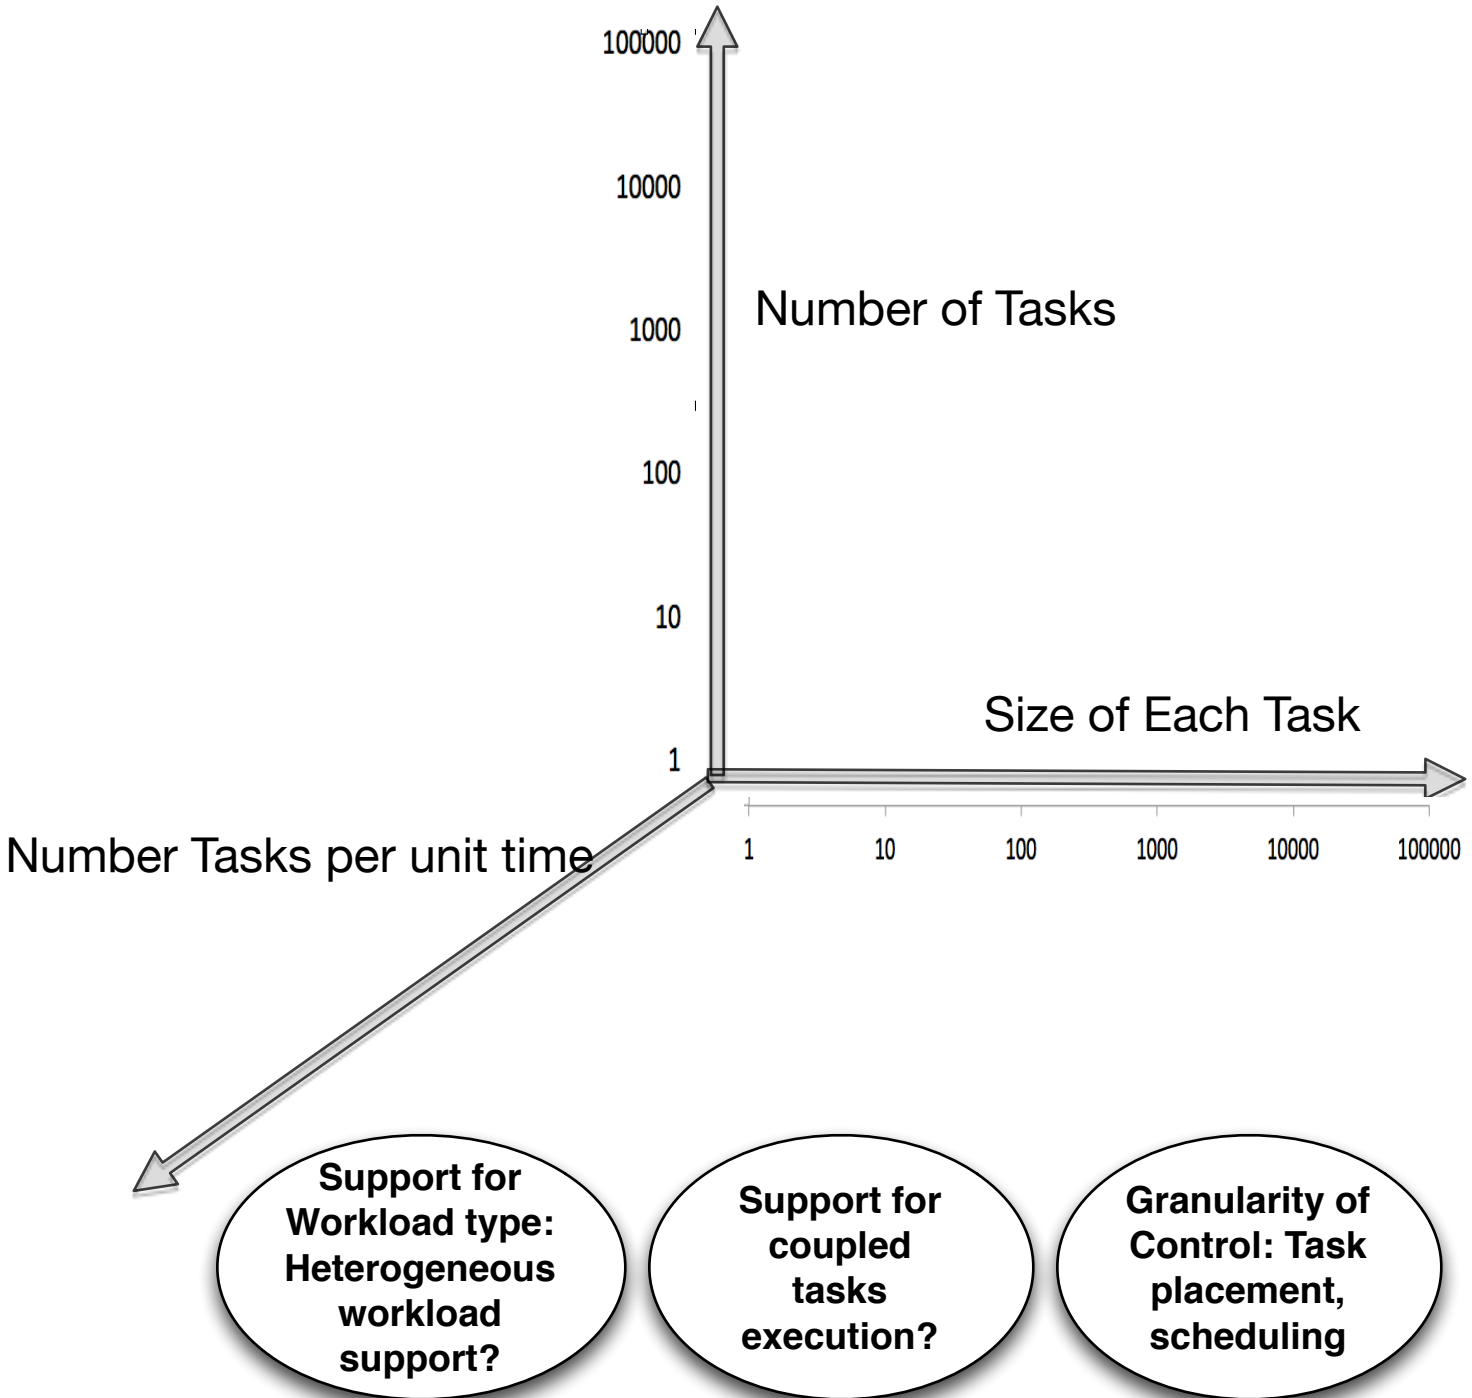 100000
10000
Number of Tasks
1000
100
10
Size of Each Task
1
Number Tasks per unit time
1 10 100 1000 10000 100000
Support for
Workload type:
Heterogeneous
workload
support?
Support for
coupled
tasks
execution?
Granularity of
Control: Task
placement,
scheduling